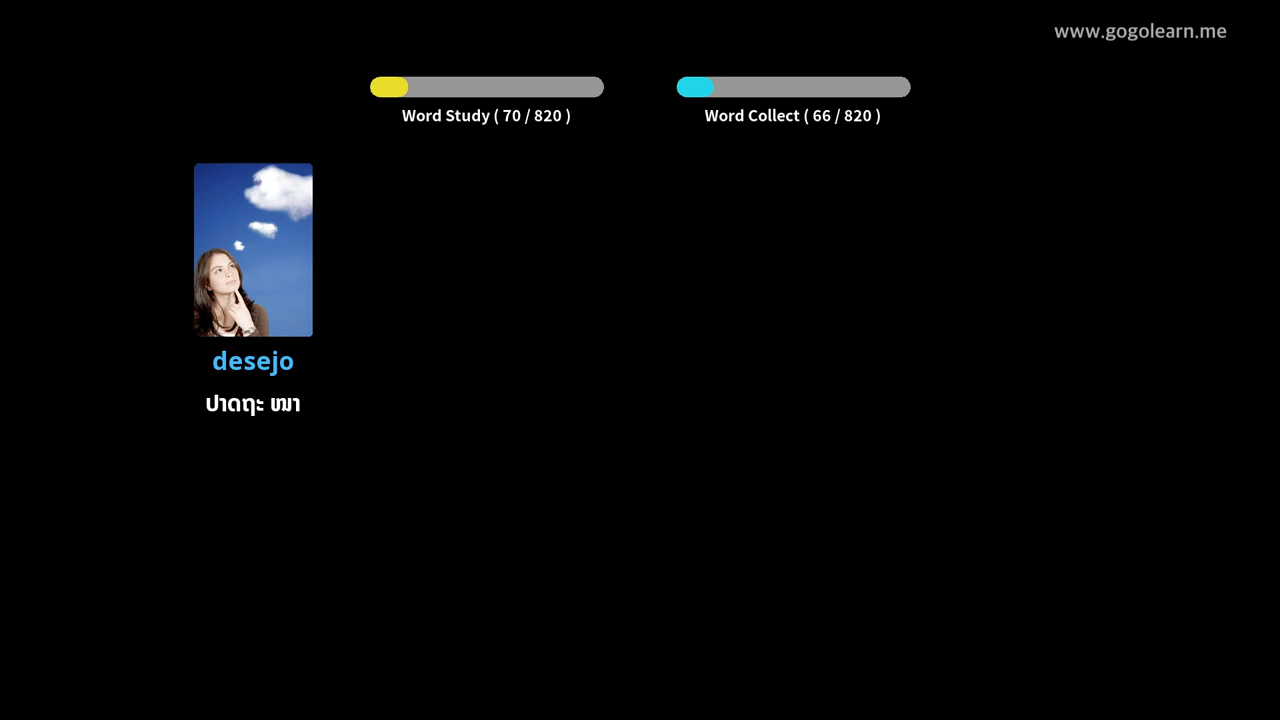 www.gogolearn.me
Word Study ( 70 / 820 )
Word Collect ( 66 / 820 )
desejo
ປາດຖະ ໜາ